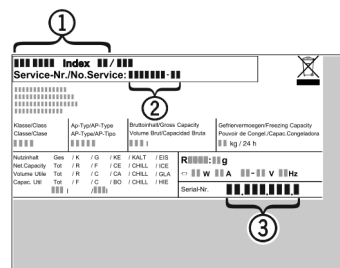 1
Index /
Service-Nr./No.Service: -
2
Klasse/Class Ap-Typ/AP-Type Bruttoinhalt/Gross Capacity Gefriervermoegen/Freezing Capacity
Classe/Clase AP-Type/AP-Tipo Volume Brut/Capacidad Bruta Pouvoir de Congel./Capac.Congeladora
l kg / 24 h
Nutzinhalt Ges / K / G / KE / KALT / EIS
Net.Capacity Tot / R / F / CE / CHILL / ICE
Volume Utile Tot / R / C / CA / CHILL / GLA
Capac. Util Tot / F / C / BO / CHILL / HIE
l / l
R : g
W A - V Hz
Serial-Nr. . . .
3